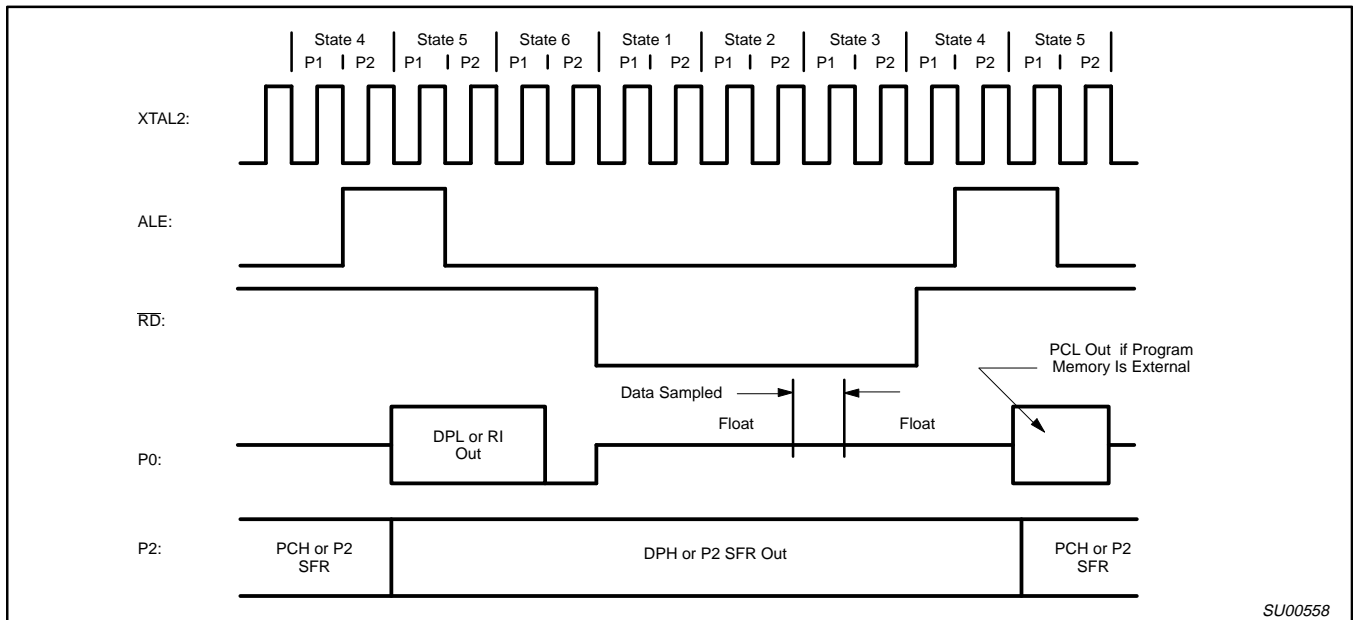 State 4 State 5 State 6 State 1 State 2 State 3 State 4 State 5
P1 P2 P1 P2 P1 P2 P1 P2 P1 P2 P1 P2 P1 P2 P1 P2
XTAL2:
ALE:
RD:
PCL Out if Program
Memory Is External
Data Sampled
Float Float
DPL or RI
Out
P0:
P2:
PCH or P2
SFR
DPH or P2 SFR Out
PCH or P2
SFR
SU00558